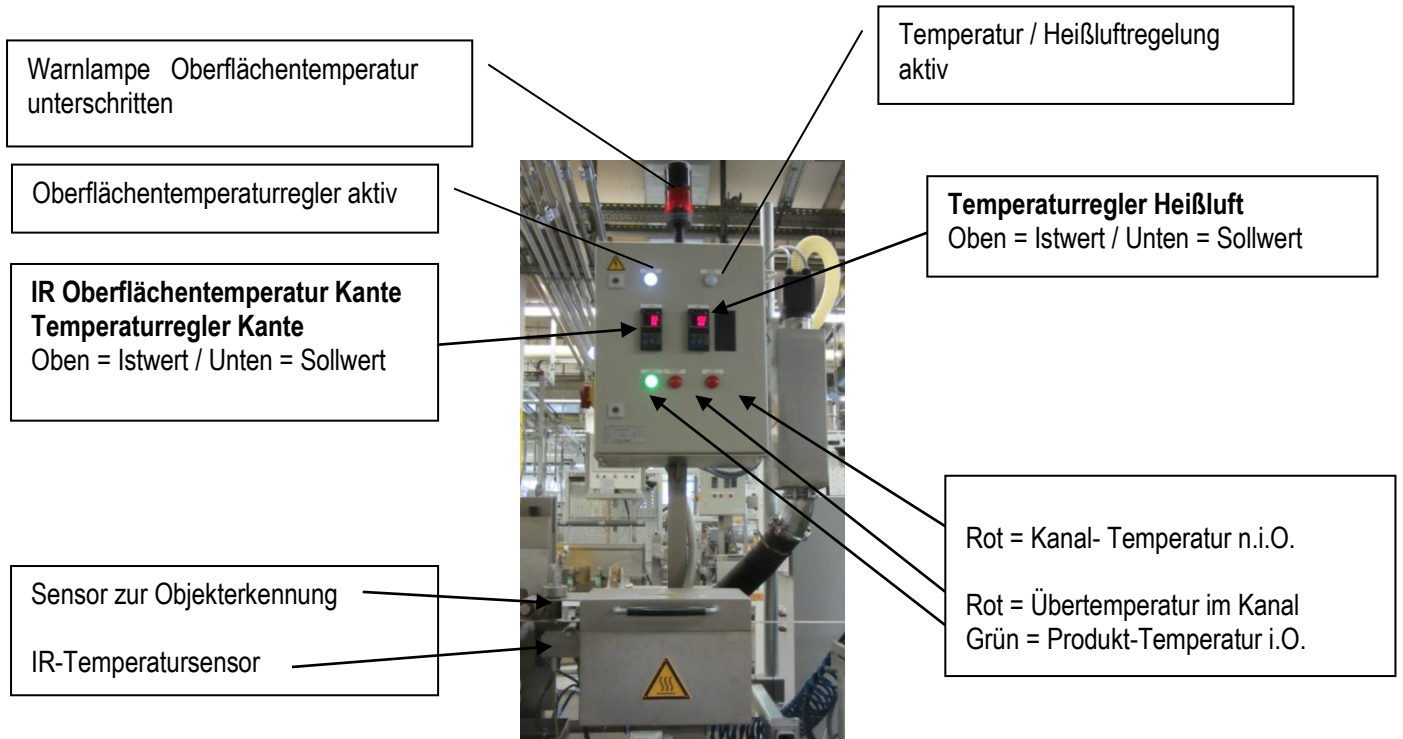 Warnlampe Oberflächentemperatur
unterschritten
Temperatur / Heißluftregelung
aktiv
Oberflächentemperaturregler aktiv
Temperaturregler Heißluft
Oben = Istwert / Unten = Sollwert
IR Oberflächentemperatur Kante
Temperaturregler Kante
Oben = Istwert / Unten = Sollwert
Rot = Kanal- Temperatur n.i.O.
Rot = Übertemperatur im Kanal
Grün = Produkt-Temperatur i.O.
Sensor zur Objekterkennung
IR-Temperatursensor